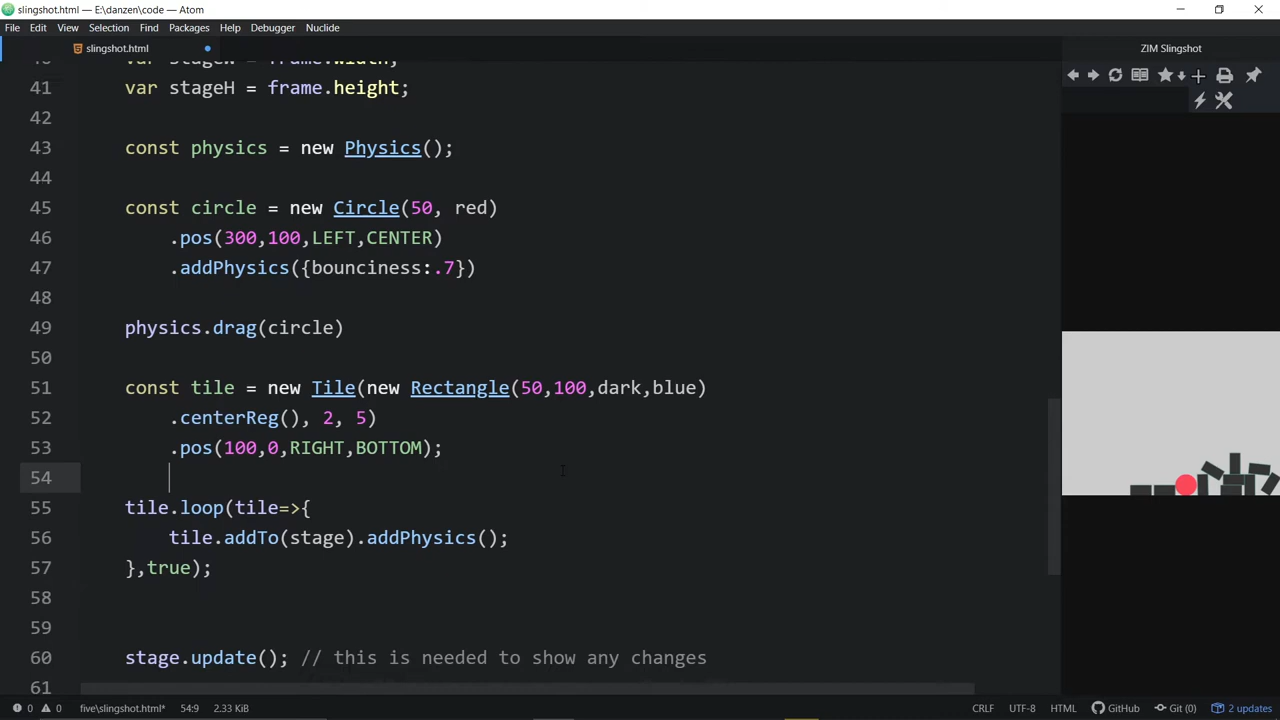 slingshot.html — E:\danzen\code — Atom
File Edit View Selection Find Packages Help Debugger Nuclide
slingshot.html
ZIM Slingshot
40 var stageW = frame.width;
41 var stageH = frame.height;
42
43 const physics = new Physics();
44
45 const circle = new Circle(50, red)
46 .pos(300,100,LEFT,CENTER)
47 .addPhysics({bounciness:.7})
48
49 physics.drag(circle)
50
51 const tile = new Tile(new Rectangle(50,100,dark,blue)
52 .centerReg(), 2, 5)
53 .pos(100,0,RIGHT,BOTTOM);
54
55 tile.loop(tile=>{
56 tile.addTo(stage).addPhysics();
57 },true);
58
59
60 stage.update(); // this is needed to show any changes
61
0 0 five\slingshot.html* 54:9 2.33 KiB CRLF UTF-8 HTML GitHub Git (0) 2 updates